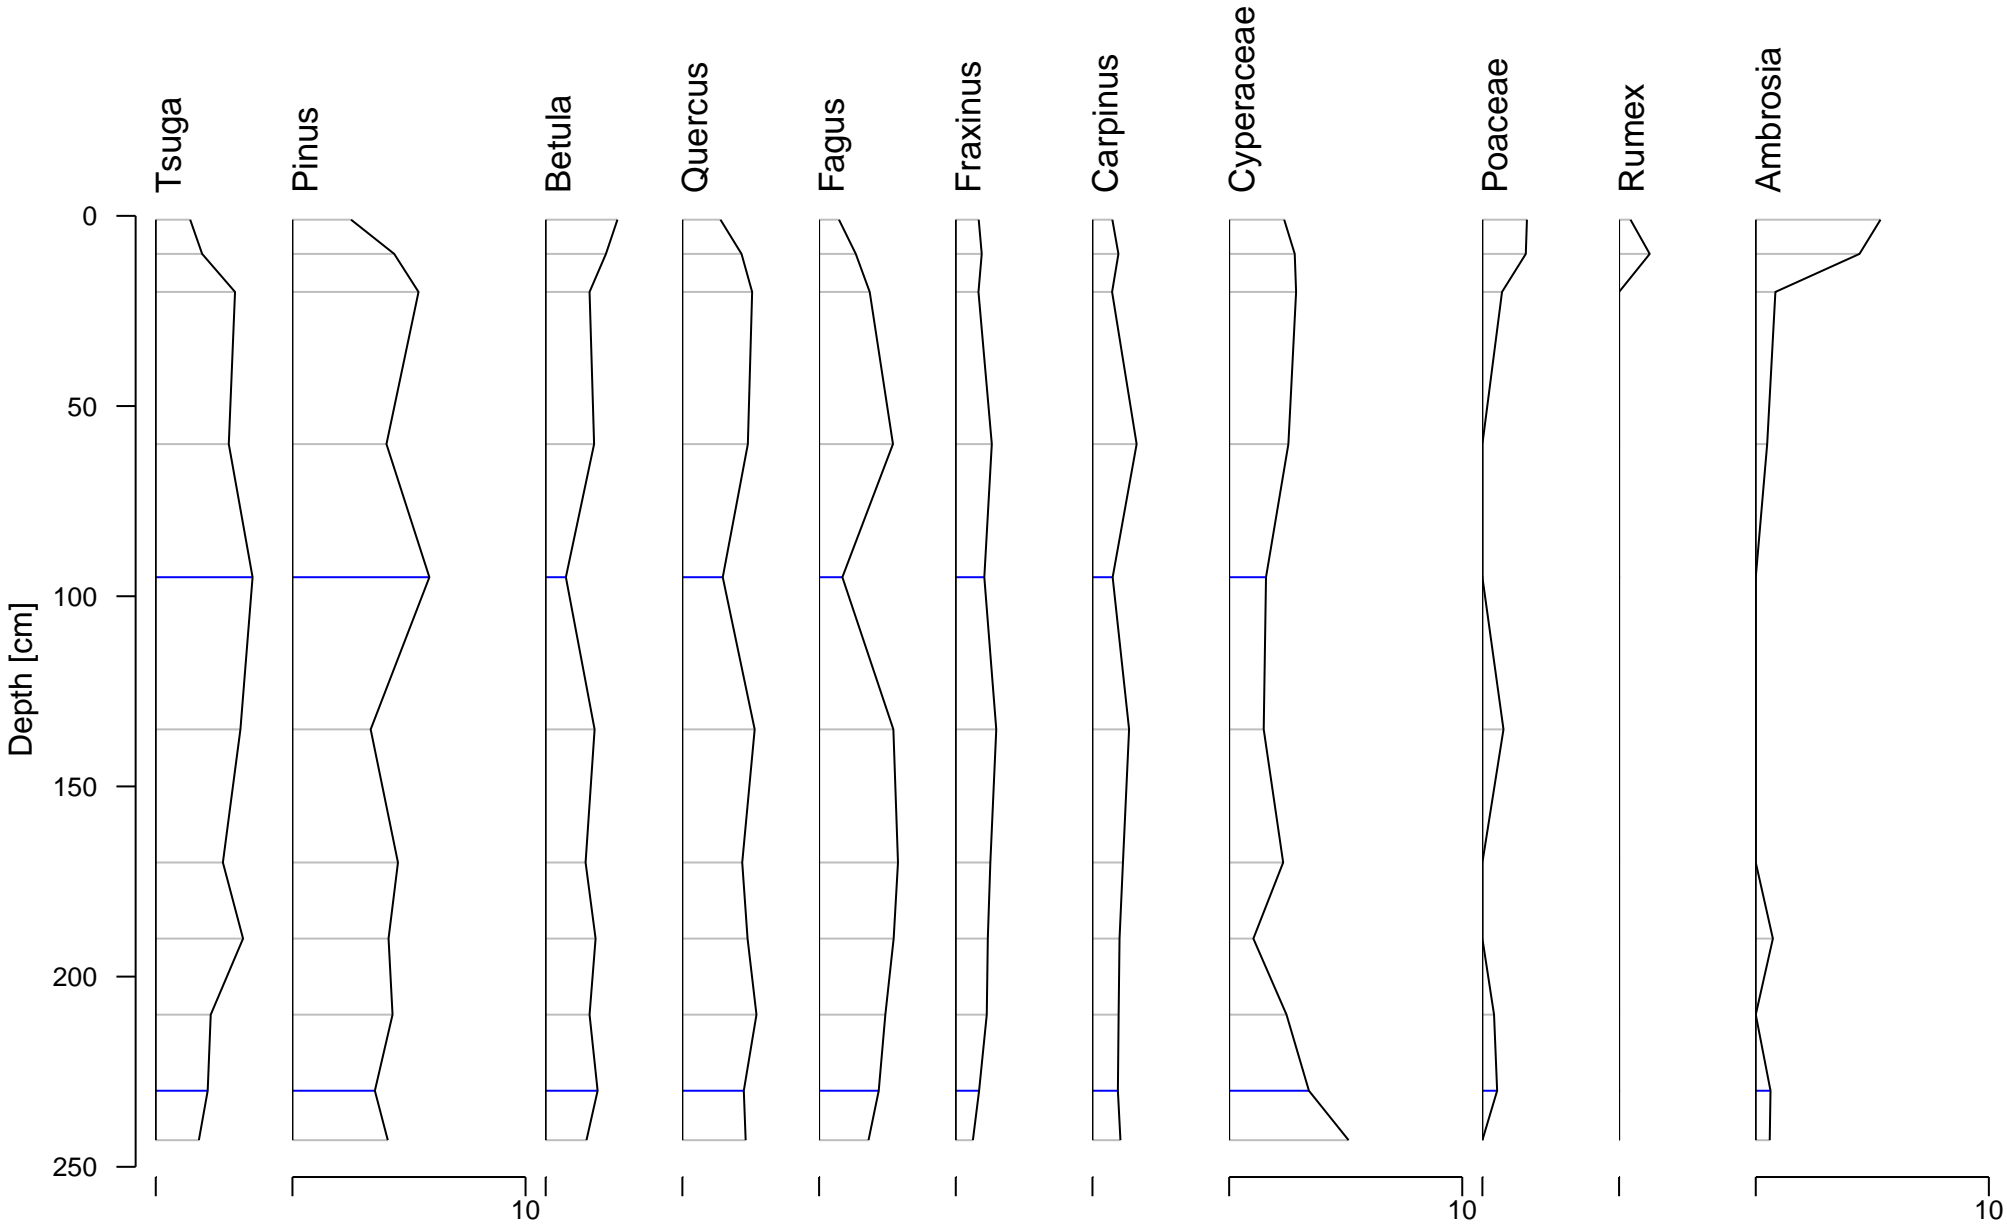 Tsuga
Pinus
Betula
Quercus
Fagus
Fraxinus
Carpinus
Cyperaceae
Poaceae
Rumex
Ambrosia
Depth [cm]
0
50
100
150
200
250
10
10
10